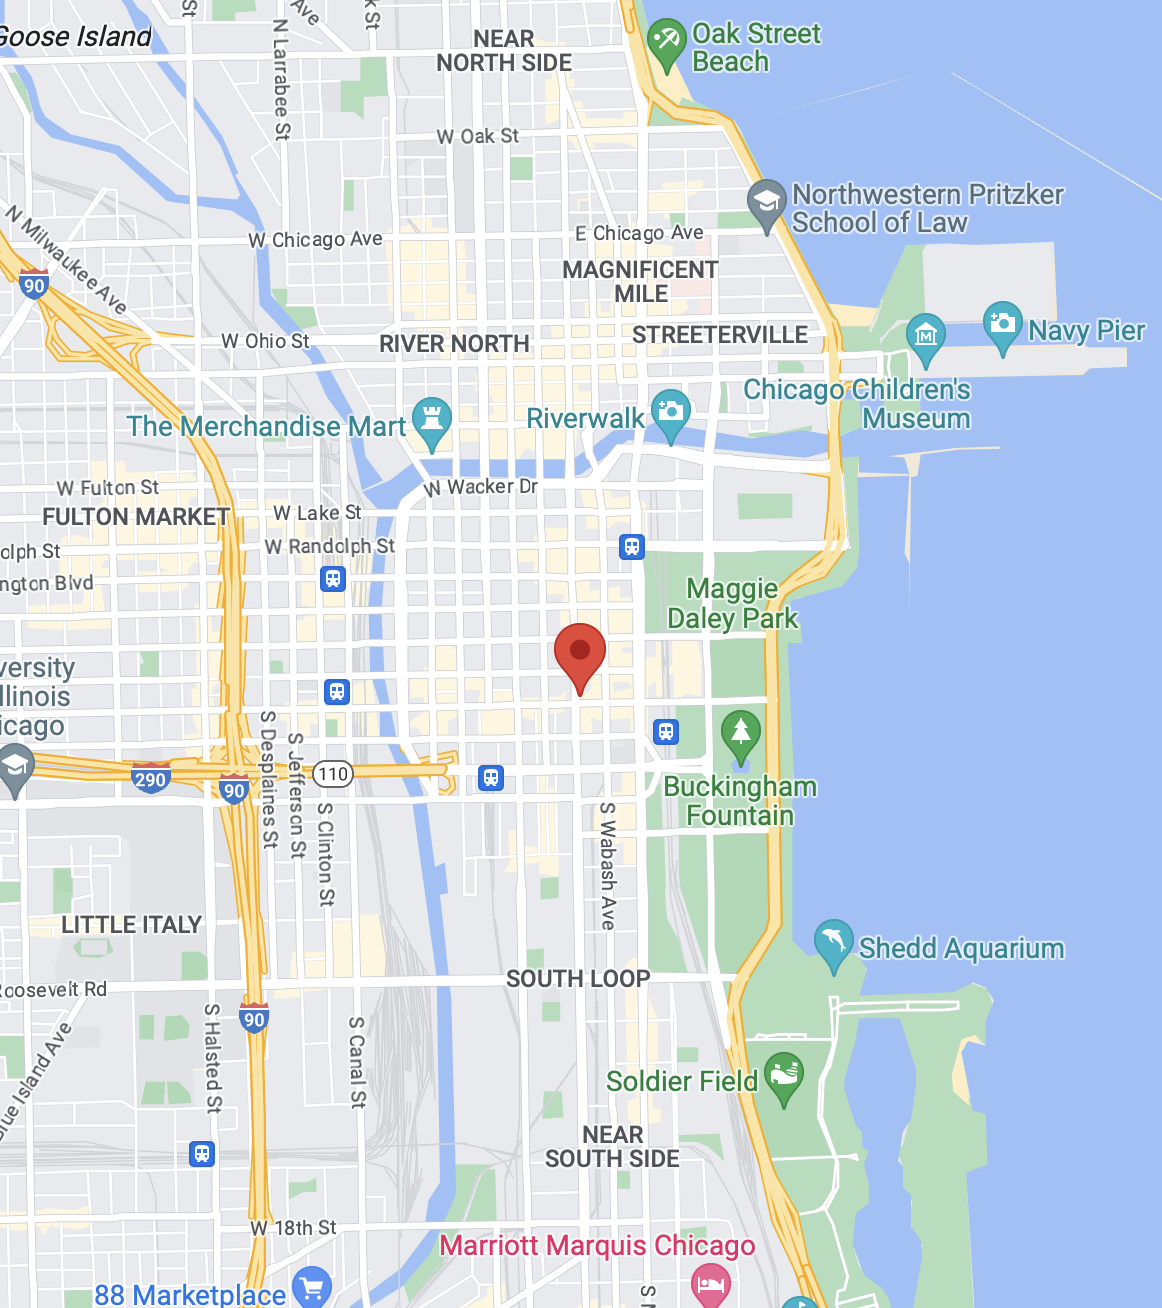 Goose Island
N Larrabee St
Ave
St
k St
NEAR
NORTH SIDE
Oak Street
Beach
W Oak St
N Milwaukee Ave
90
W Chicago Ave
E Chicago Ave
Northwestern Pritzker
School of Law
MAGNIFICENT
MILE
W Ohio St
RIVER NORTH
STREETERVILLE
Navy Pier
Chicago Children's
Museum
The Merchandise Mart
Riverwalk
W Fulton St
W Wacker Dr
FULTON MARKET
W Lake St
olph St
W Randolph St
ngton Blvd
Maggie
Daley Park
versity
llinois
icago
S Desplaines St
S Jefferson St
290
90
110
S Clinton St
Buckingham
Fountain
S Wabash Ave
LITTLE ITALY
Shedd Aquarium
Roosevelt Rd
SOUTH LOOP
90
S Halsted St
S Canal St
Blue Island Ave
Soldier Field
NEAR
SOUTH SIDE
W 18th St
Marriott Marquis Chicago
88 Marketplace
S